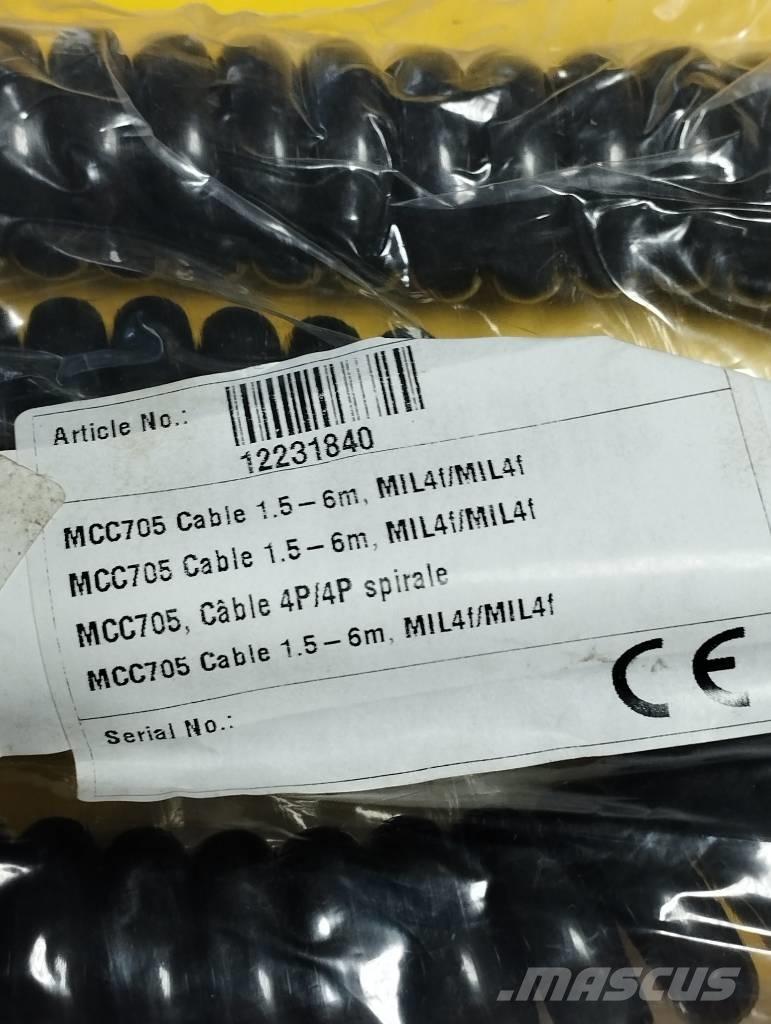 Article No.:
12231840
MCC705 Cable 1.5–6m, MIL4f/MIL4f
MCC705 Cable 1.5–6m, MIL4f/MIL4f
MCC705, Câble 4P/4P spirale
MCC705 Cable 1.5–6m, MIL4f/MIL4f
CE
Serial No.:
.MASCUS